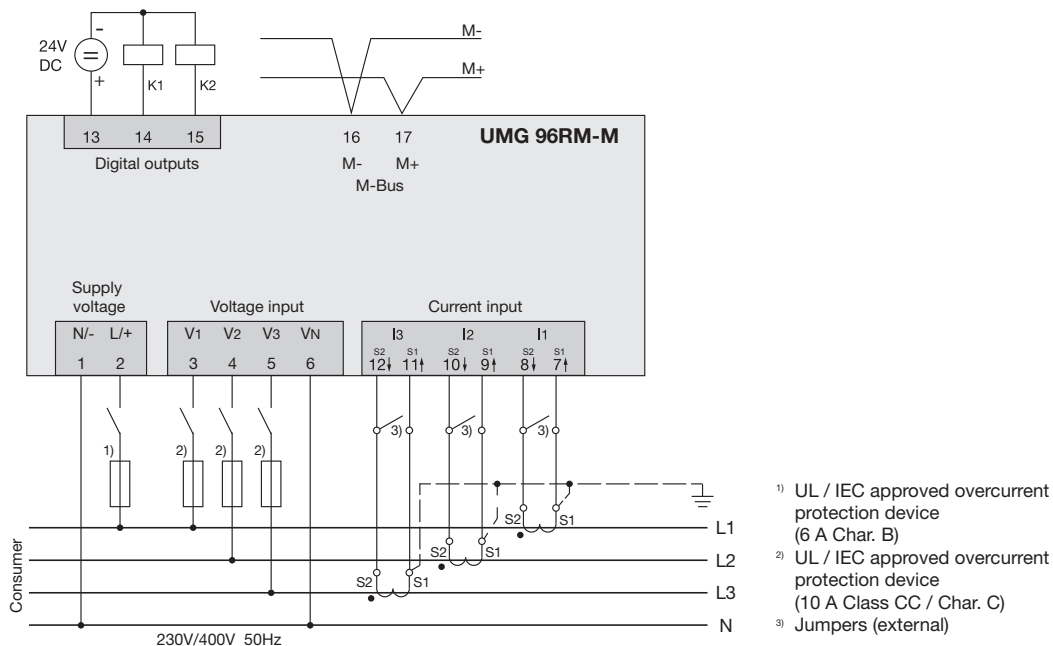 24V
DC
-
=
+
K1
K2
M-
M+
13 14 15
Digital outputs
16 17
M- M+
M-Bus
UMG 96RM-M
Supply
voltage
Voltage input
Current input
N/- L/+
V1 V2 V3 VN
I3 I2 I1
S2 S1 S2 S1 S2 S1
1 2 3 4 5 6 12 11 10 9 8 7
3) 3) 3)
1) 2) 2) 2)
S2 S1
L1
S2 S1
L2
S2 S1
L3
N
Consumer
230V/400V 50Hz
1) UL / IEC approved overcurrent
protection device
(6 A Char. B)
2) UL / IEC approved overcurrent
protection device
(10 A Class CC / Char. C)
3) Jumpers (external)